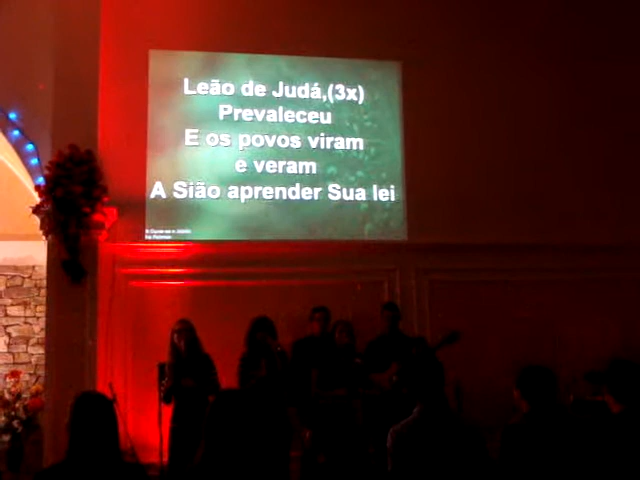 Leão de Judá,(3x)
Prevaleceu
E os povos viram
e veram
A Sião aprender Sua lei